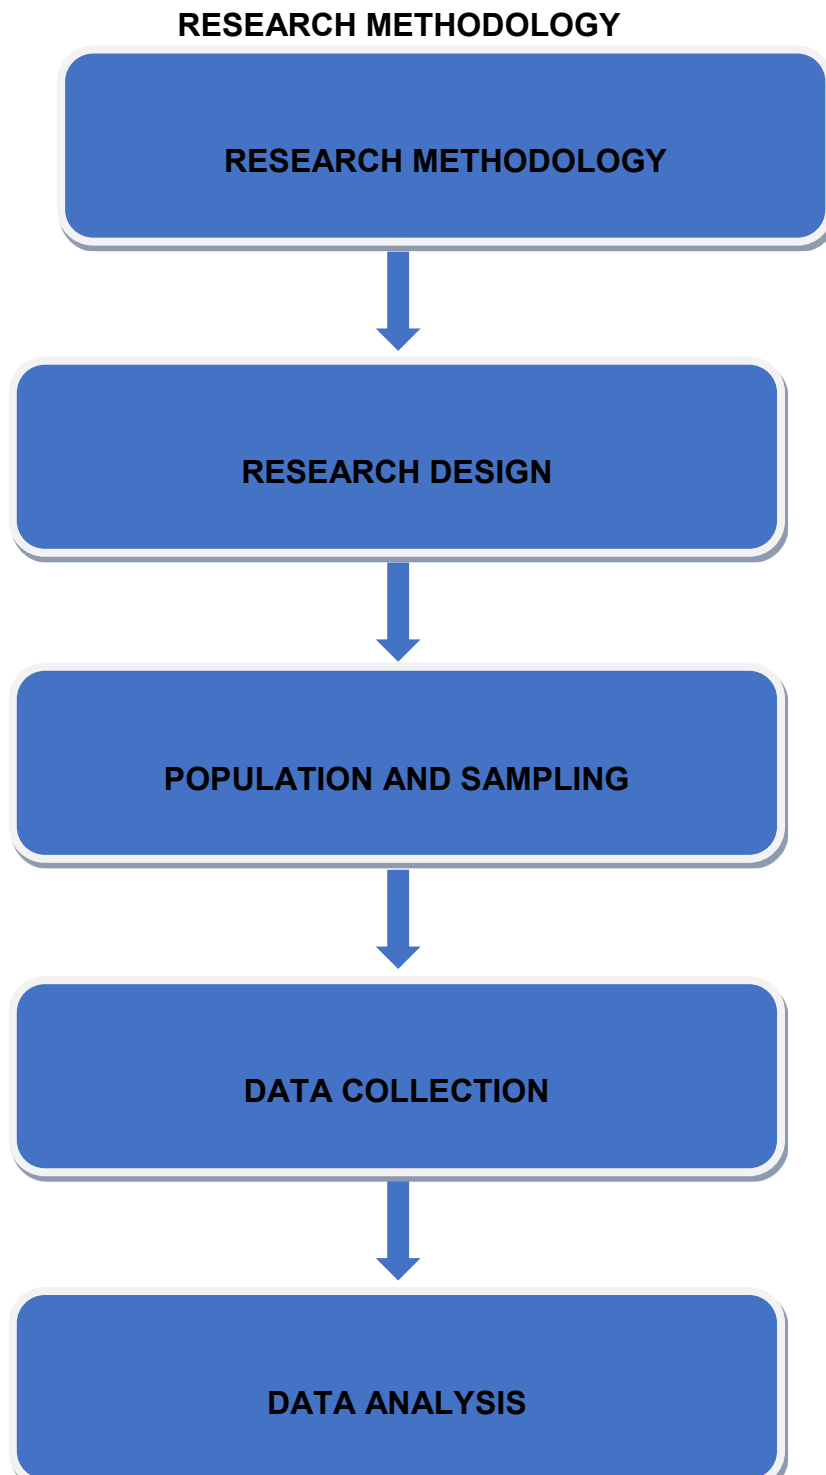 RESEARCH METHODOLOGY
RESEARCH METHODOLOGY
RESEARCH DESIGN
POPULATION AND SAMPLING
DATA COLLECTION
DATA ANALYSIS